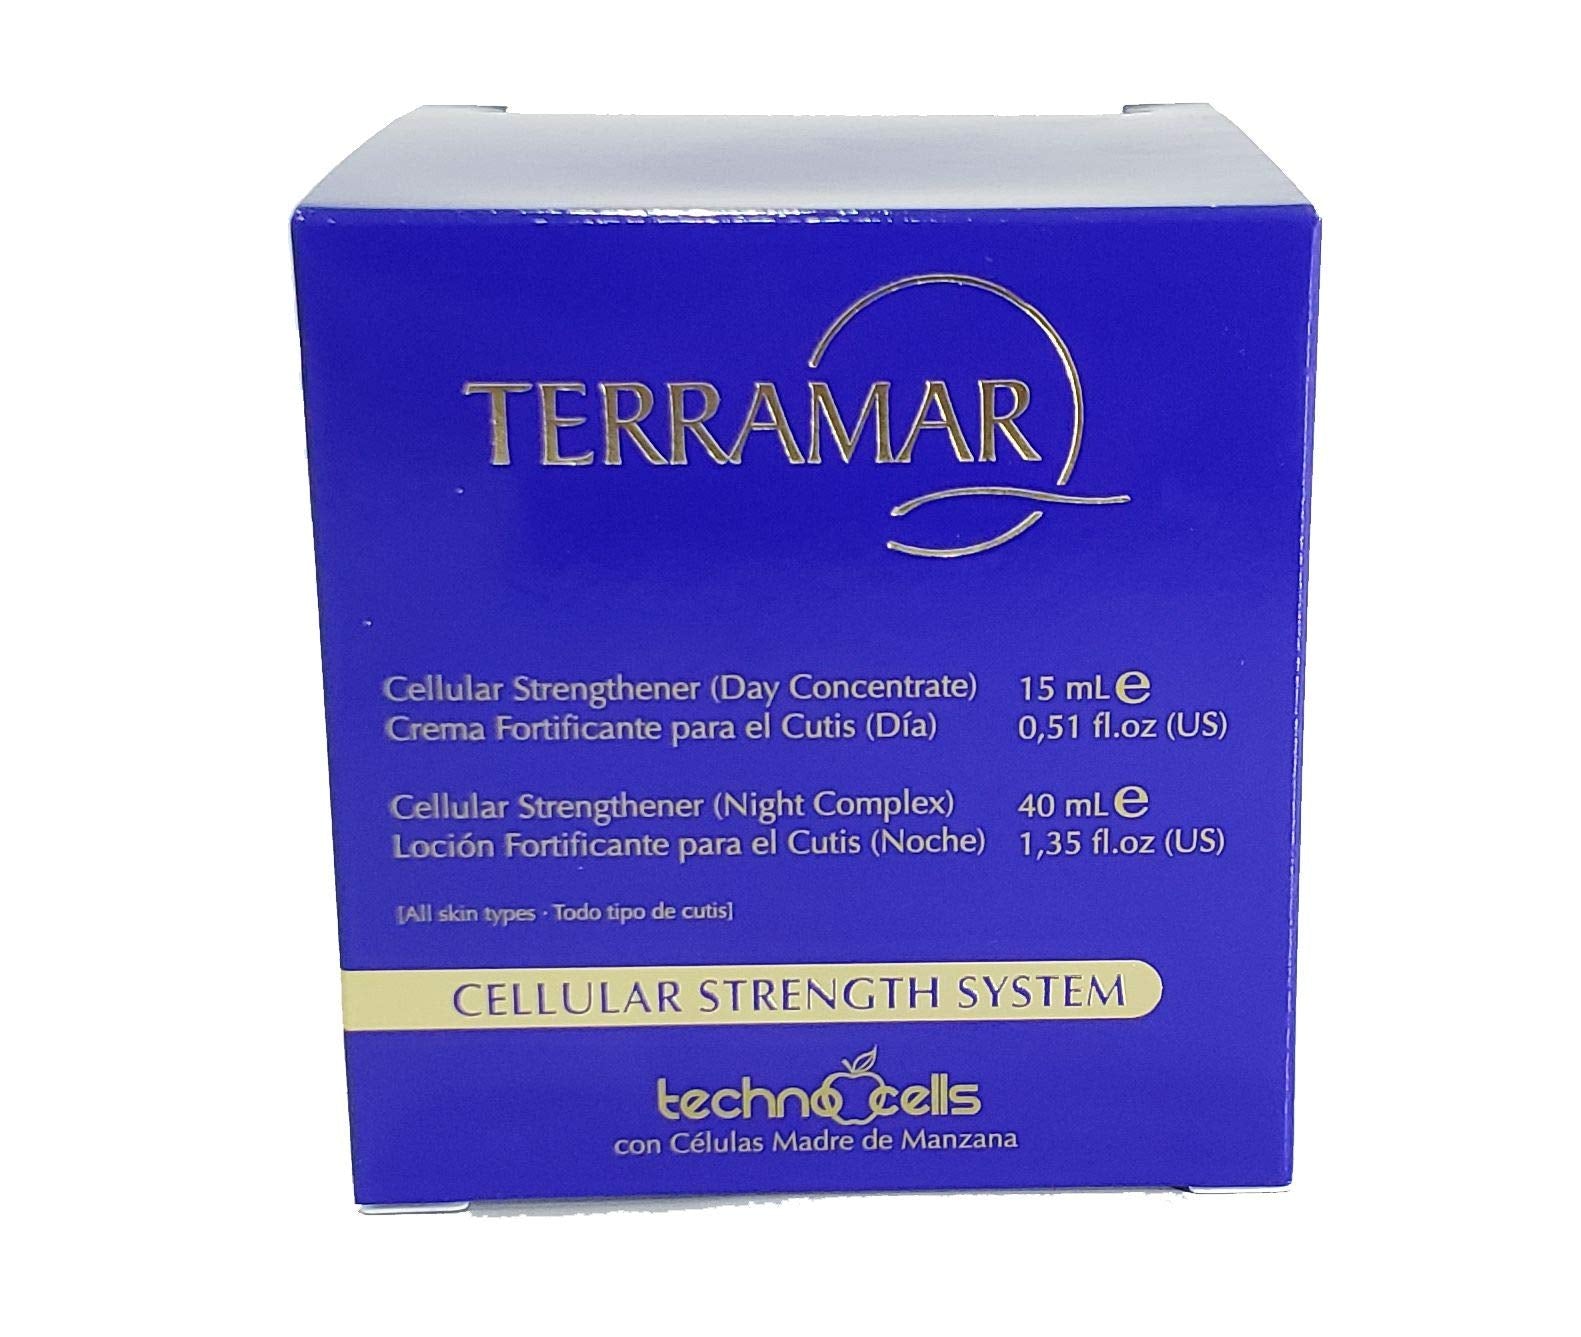 TERRAMAR
Cellular Strengthener (Day Concentrate) 15 mL e
Crema Fortificante para el Cutis (Día) 0,51 fl.oz (US)
Cellular Strengthener (Night Complex) 40 mL e
Loción Fortificante para el Cutis (Noche) 1,35 fl.oz (US)
[All skin types · Todo tipo de cutis]
CELLULAR STRENGTH SYSTEM
technocells
con Células Madre de Manzana